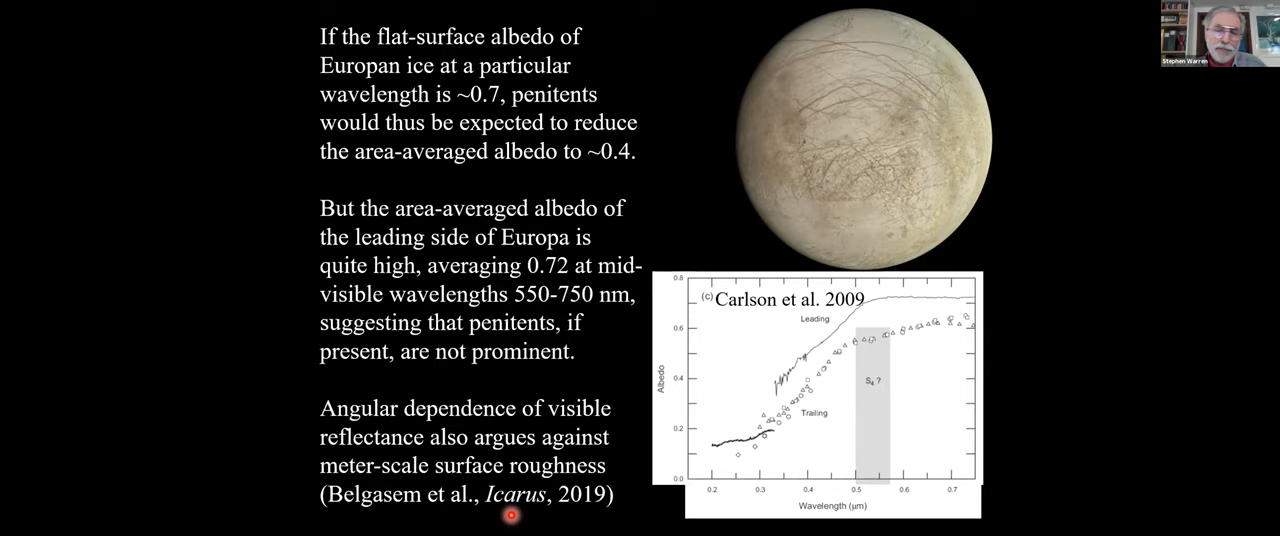 If the flat-surface albedo of
Europan ice at a particular
wavelength is ~0.7, penitents
would thus be expected to reduce
the area-averaged albedo to ~0.4.
But the area-averaged albedo of
the leading side of Europa is
quite high, averaging 0.72 at mid-
visible wavelengths 550-750 nm,
suggesting that penitents, if
present, are not prominent.
Angular dependence of visible
reflectance also argues against
meter-scale surface roughness
(Belgasem et al., Icarus, 2019)
Stephen Warren
(c) Carlson et al. 2009
Leading
S4 ?
Trailing
Albedo
0.8
0.6
0.4
0.2
0.0
0.2 0.3 0.4 0.5 0.6 0.7
Wavelength (μm)